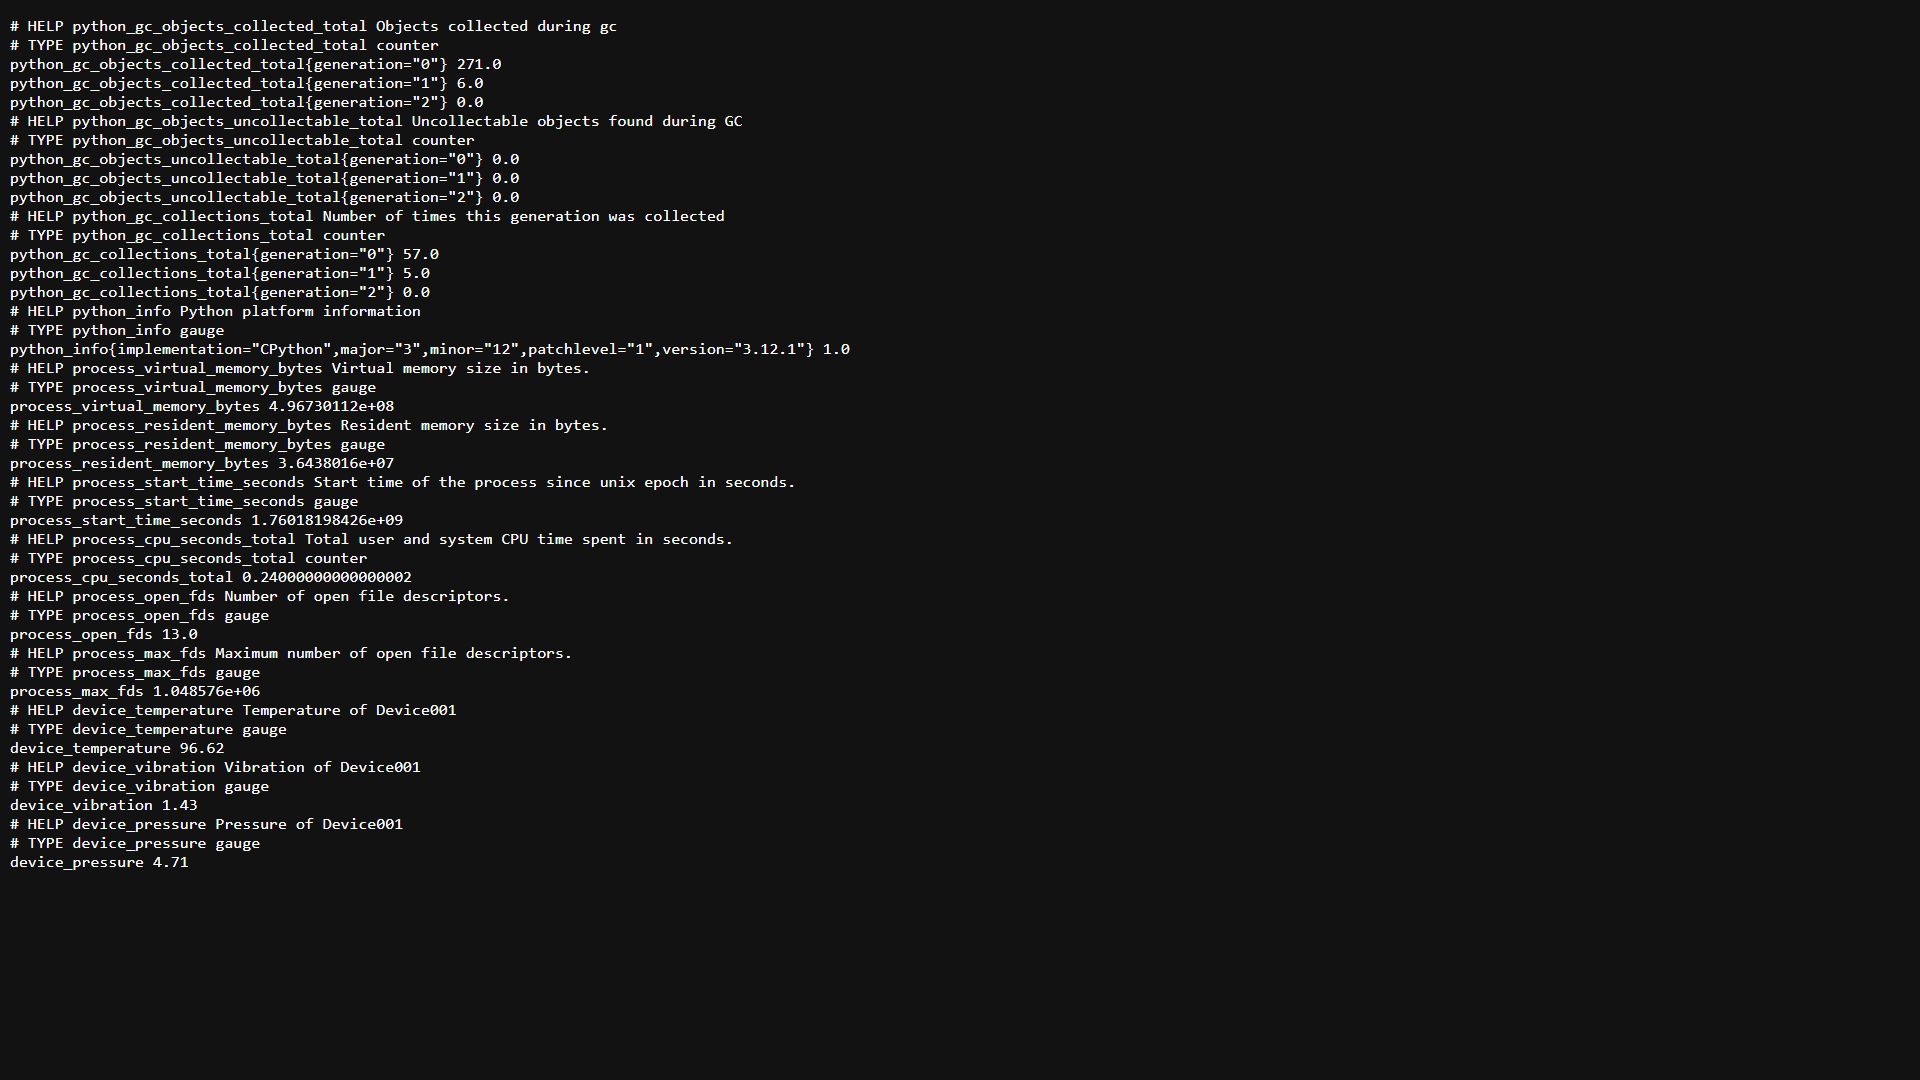 # HELP python_gc_objects_collected_total Objects collected during gc
# TYPE python_gc_objects_collected_total counter
python_gc_objects_collected_total{generation="0"} 271.0
python_gc_objects_collected_total{generation="1"} 6.0
python_gc_objects_collected_total{generation="2"} 0.0
# HELP python_gc_objects_uncollectable_total Uncollectable objects found during GC
# TYPE python_gc_objects_uncollectable_total counter
python_gc_objects_uncollectable_total{generation="0"} 0.0
python_gc_objects_uncollectable_total{generation="1"} 0.0
python_gc_objects_uncollectable_total{generation="2"} 0.0
# HELP python_gc_collections_total Number of times this generation was collected
# TYPE python_gc_collections_total counter
python_gc_collections_total{generation="0"} 57.0
python_gc_collections_total{generation="1"} 5.0
python_gc_collections_total{generation="2"} 0.0
# HELP python_info Python platform information
# TYPE python_info gauge
python_info{implementation="CPython",major="3",minor="12",patchlevel="1",version="3.12.1"} 1.0
# HELP process_virtual_memory_bytes Virtual memory size in bytes.
# TYPE process_virtual_memory_bytes gauge
process_virtual_memory_bytes 4.96730112e+08
# HELP process_resident_memory_bytes Resident memory size in bytes.
# TYPE process_resident_memory_bytes gauge
process_resident_memory_bytes 3.6438016e+07
# HELP process_start_time_seconds Start time of the process since unix epoch in seconds.
# TYPE process_start_time_seconds gauge
process_start_time_seconds 1.76018198426e+09
# HELP process_cpu_seconds_total Total user and system CPU time spent in seconds.
# TYPE process_cpu_seconds_total counter
process_cpu_seconds_total 0.24000000000000002
# HELP process_open_fds Number of open file descriptors.
# TYPE process_open_fds gauge
process_open_fds 13.0
# HELP process_max_fds Maximum number of open file descriptors.
# TYPE process_max_fds gauge
process_max_fds 1.048576e+06
# HELP device_temperature Temperature of Device001
# TYPE device_temperature gauge
device_temperature 96.62
# HELP device_vibration Vibration of Device001
# TYPE device_vibration gauge
device_vibration 1.43
# HELP device_pressure Pressure of Device001
# TYPE device_pressure gauge
device_pressure 4.71